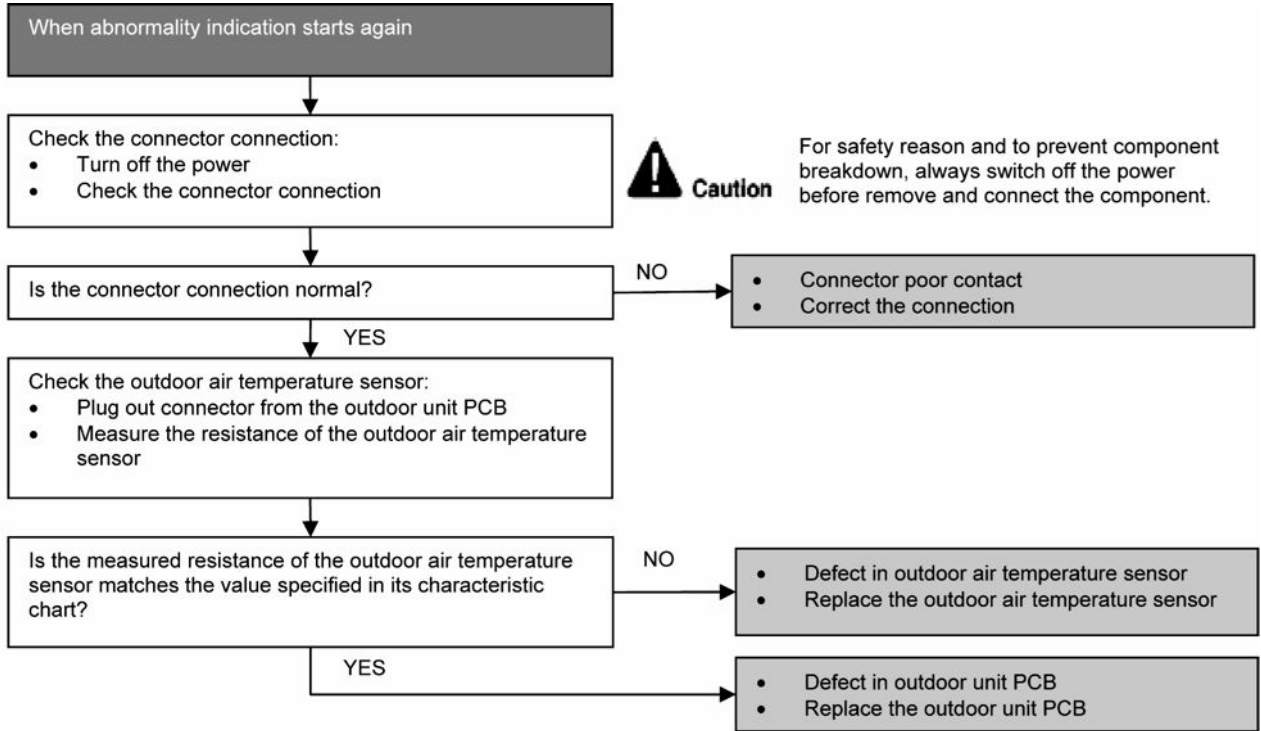 When abnormality indication starts again
Check the connector connection:
• Turn off the power
• Check the connector connection
Caution
For safety reason and to prevent component
breakdown, always switch off the power
before remove and connect the component.
Is the connector connection normal?
NO
• Connector poor contact
• Correct the connection
YES
Check the outdoor air temperature sensor:
• Plug out connector from the outdoor unit PCB
• Measure the resistance of the outdoor air temperature
sensor
Is the measured resistance of the outdoor air temperature
sensor matches the value specified in its characteristic
chart?
NO
• Defect in outdoor air temperature sensor
• Replace the outdoor air temperature sensor
YES
• Defect in outdoor unit PCB
• Replace the outdoor unit PCB